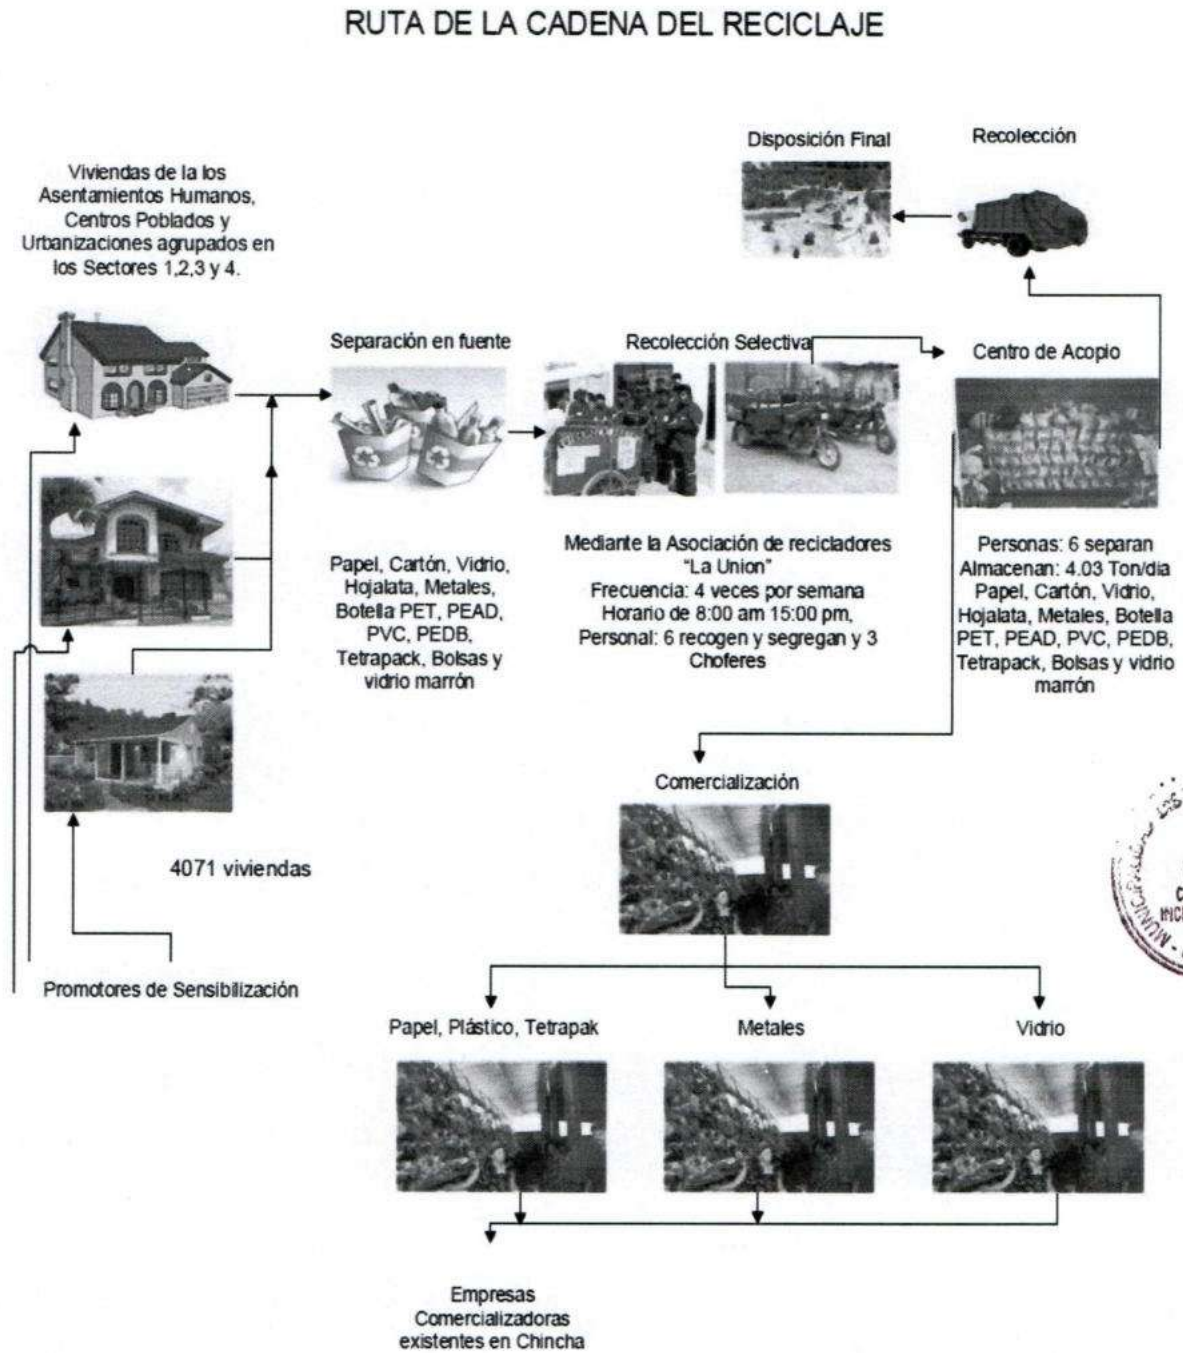 RUTA DE LA CADENA DEL RECICLAJE
Disposición Final
Recolección
Viviendas de la los
Asentamientos Humanos,
Centros Poblados y
Urbanizaciones agrupados en
los Sectores 1,2,3 y 4.
Separación en fuente
Recolección Selectiva
Centro de Acopio
Papel, Cartón, Vidrio,
Hojalata, Metales,
Botella PET, PEAD,
PVC, PEDB,
Tetrapack, Bolsas y
vidrio marrón
Mediante la Asociación de recicladores
"La Union"
Frecuencia: 4 veces por semana
Horario de 8:00 am 15:00 pm,
Personal: 6 recogen y segregan y 3
Choferes
Personas: 6 separan
Almacenan: 4.03 Ton/dia
Papel, Cartón, Vidrio,
Hojalata, Metales, Botella
PET, PEAD, PVC, PEDB,
Tetrapack, Bolsas y vidrio
marrón
Comercialización
4071 viviendas
Promotores de Sensibilización
Papel, Plástico, Tetrapak
Metales
Vidrio
Empresas
Comercializadoras
existentes en Chincha